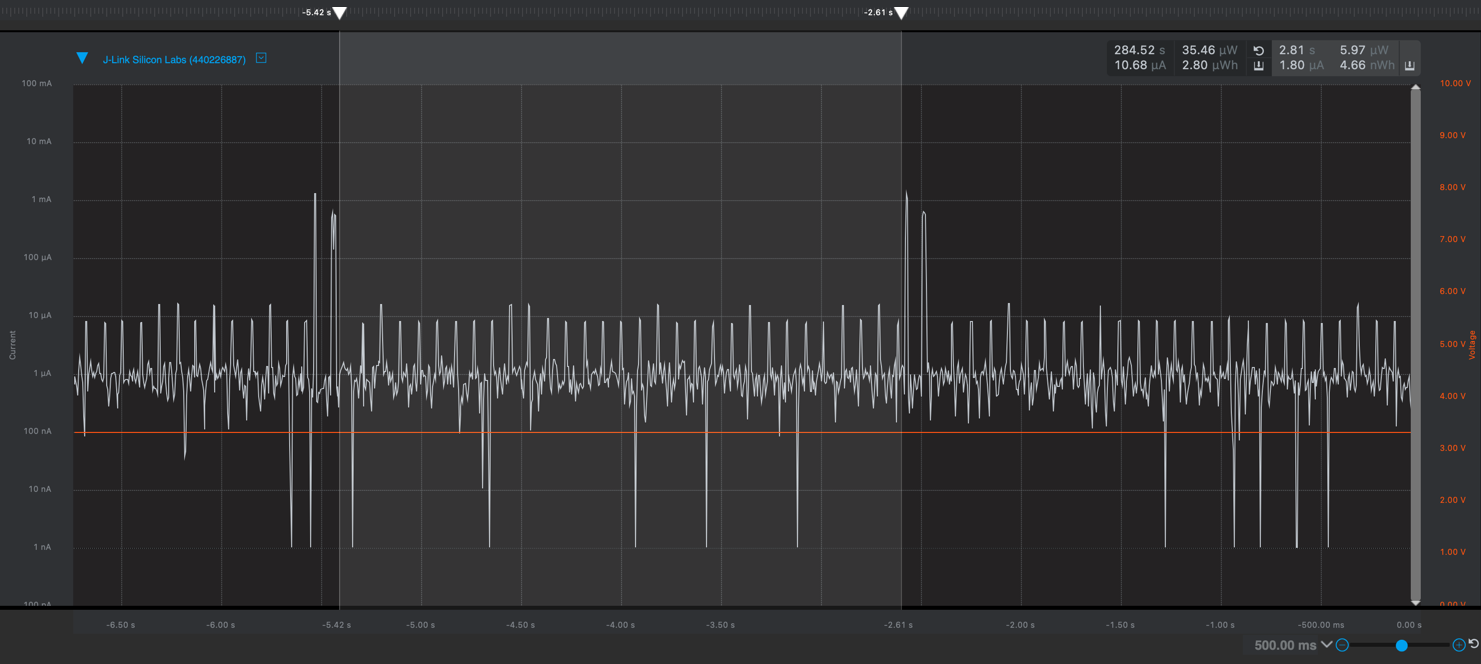 -5.42 s
-2.61 s
J-Link Silicon Labs (440226887)
284.52 s 35.46 µW 2.81 s 5.97 µW
10.68 µA 2.80 µWh 1.80 µA 4.66 nWh
100 mA
10 mA
1 mA
100 µA
10 µA
1 µA
100 nA
10 nA
1 nA
100 pA
Current
10.00 V
9.00 V
8.00 V
7.00 V
6.00 V
5.00 V
4.00 V
3.00 V
2.00 V
1.00 V
0.00 V
Voltage
-6.50 s -6.00 s -5.42 s -5.00 s -4.50 s -4.00 s -3.50 s -2.61 s -2.00 s -1.50 s -1.00 s -500.00 ms 0.00 s
500.00 ms